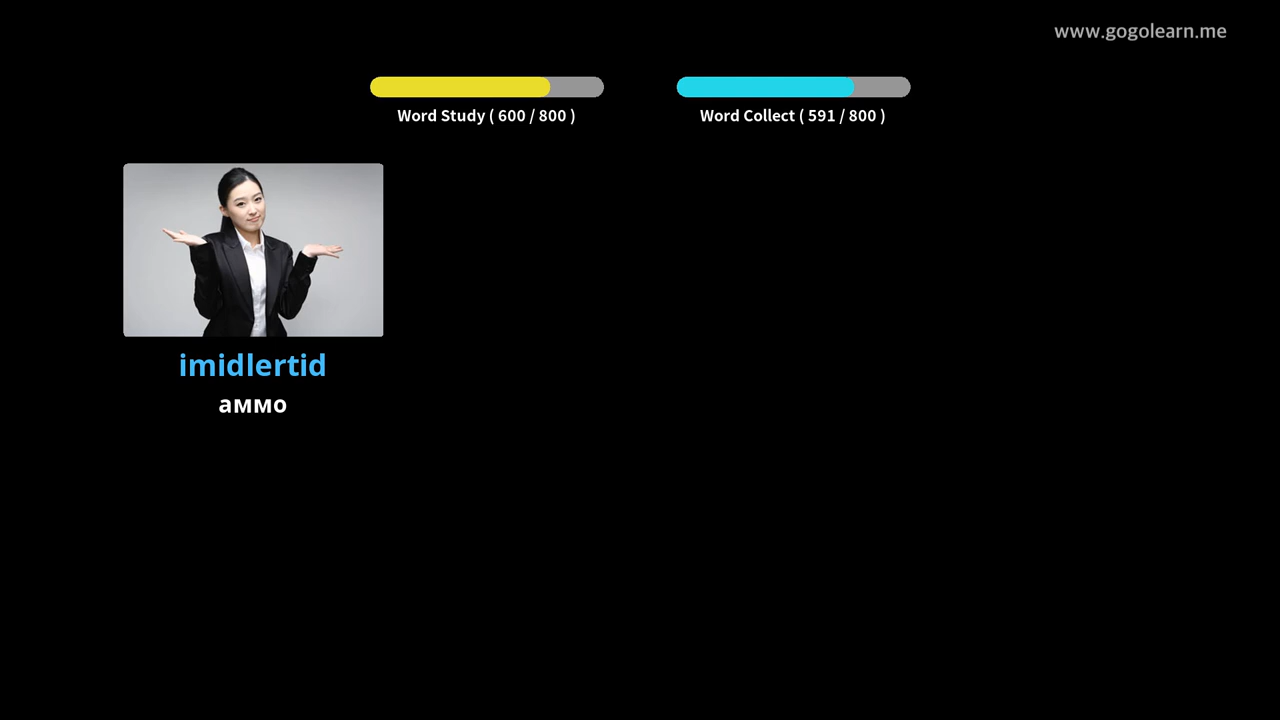 www.gogolearn.me
Word Study ( 600 / 800 )
Word Collect ( 591 / 800 )
imidlertid
аммо